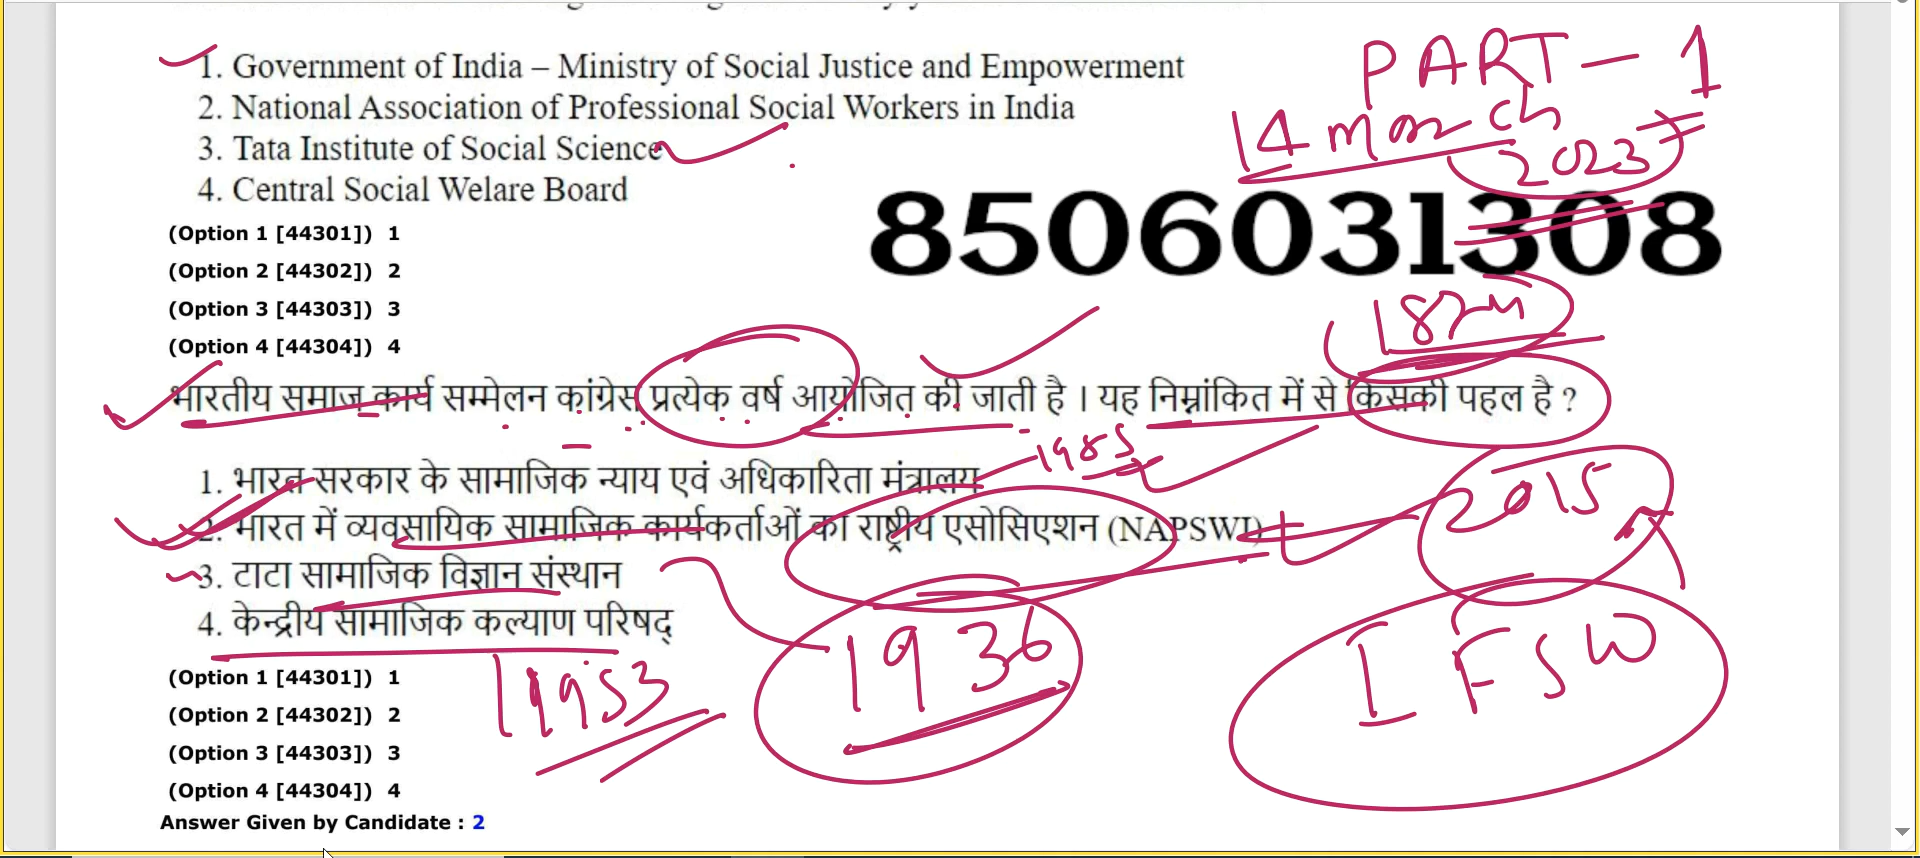 1. Government of India – Ministry of Social Justice and Empowerment
2. National Association of Professional Social Workers in India
3. Tata Institute of Social Science
4. Central Social Welare Board
PART - 1
14 March
2023
8506031308
(Option 1 [44301]) 1
(Option 2 [44302]) 2
(Option 3 [44303]) 3
(Option 4 [44304]) 4
भारतीय समाज कार्य सम्मेलन कांग्रेस प्रत्येक वर्ष आयोजित की जाती है । यह निम्नांकित में से किसकी पहल है ?
1985
1. भारत सरकार के सामाजिक न्याय एवं अधिकारिता मंत्रालय
2. भारत में व्यवसायिक सामाजिक कार्यकर्ताओं का राष्ट्रीय एसोसिएशन (NAPSWI)
2015
3. टाटा सामाजिक विज्ञान संस्थान
4. केन्द्रीय सामाजिक कल्याण परिषद्
1953
1936
IFSW
(Option 1 [44301]) 1
(Option 2 [44302]) 2
(Option 3 [44303]) 3
(Option 4 [44304]) 4
Answer Given by Candidate : 2